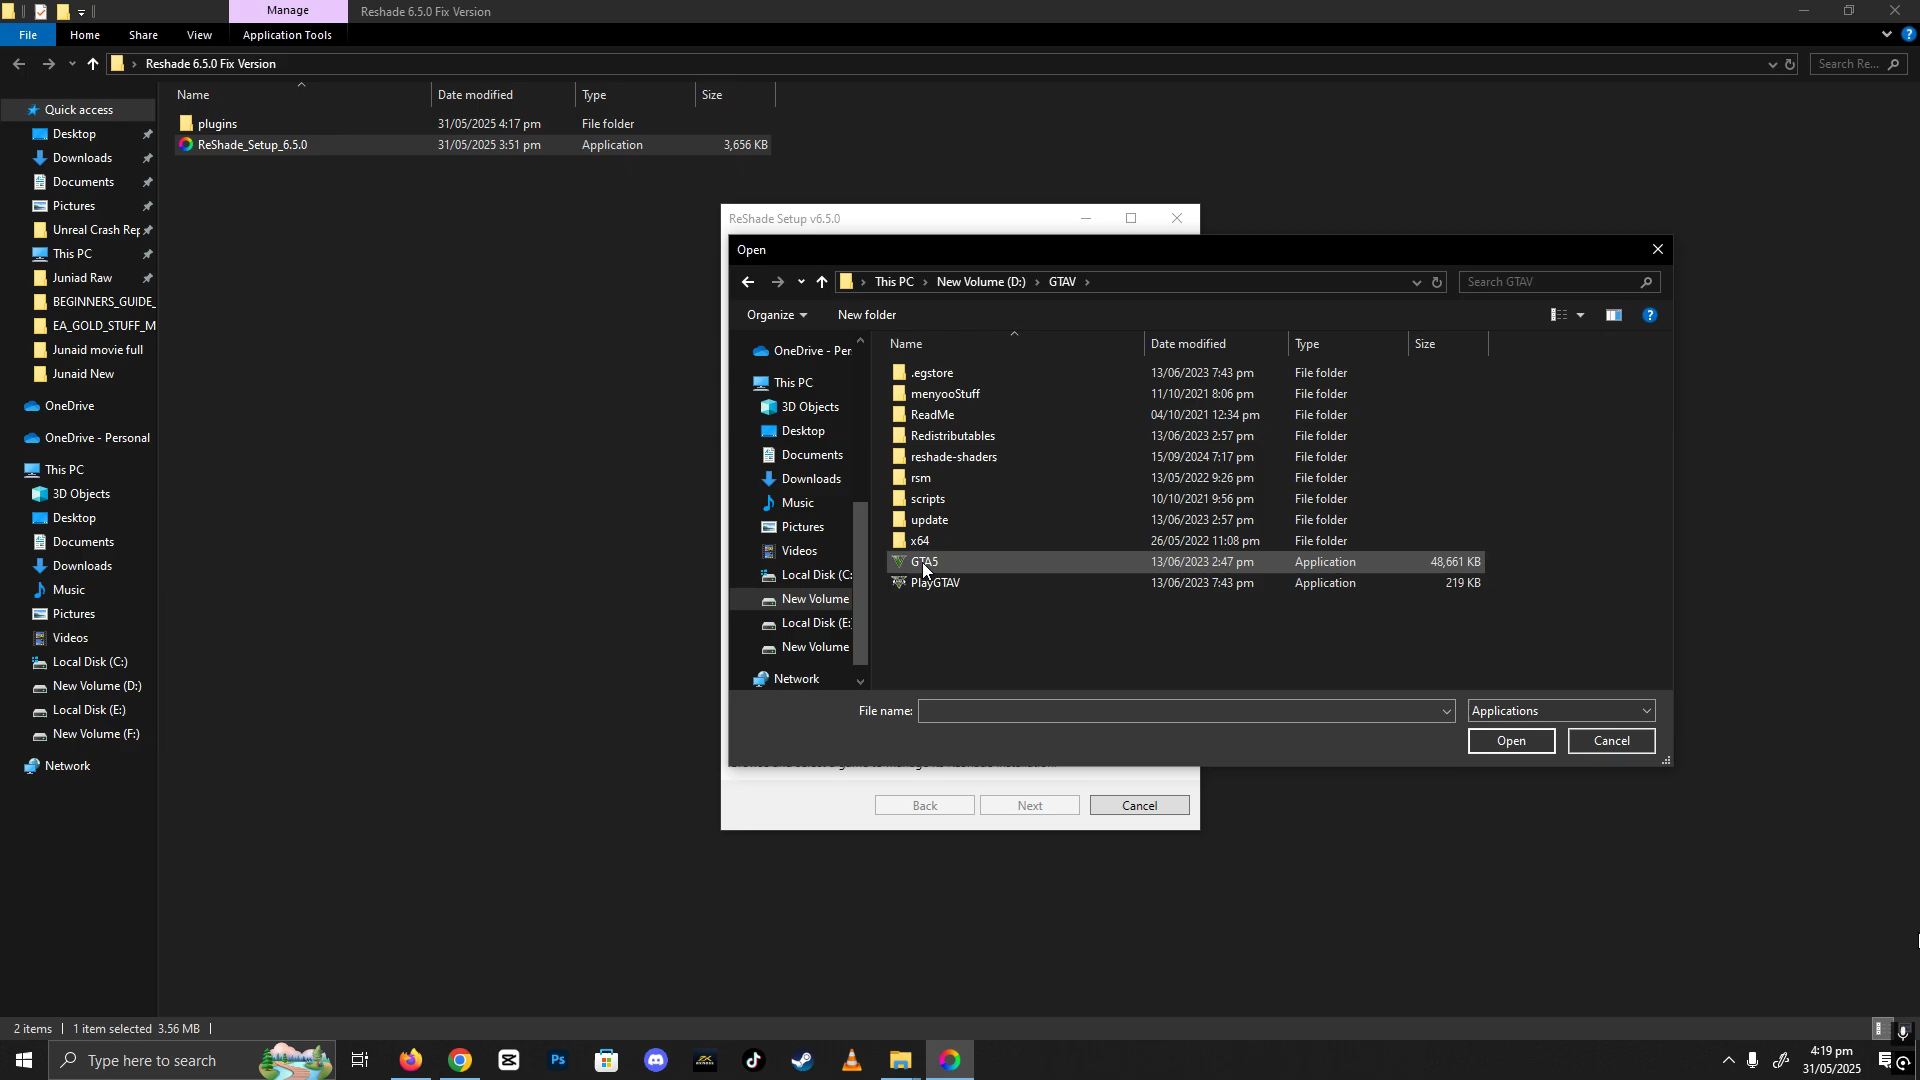 Manage
Reshade 6.5.0 Fix Version
File
Home
Share
View
Application Tools
Reshade 6.5.0 Fix Version
Search Re...
Name
Date modified
Type
Size
plugins
31/05/2025 4:17 pm
File folder
ReShade_Setup_6.5.0
31/05/2025 3:51 pm
Application
3,656 KB
Quick access
Desktop
Downloads
Documents
Pictures
Unreal Crash Rep
This PC
Juniad Raw
BEGINNERS_GUIDE_
EA_GOLD_STUFF_M
Junaid movie full
Junaid New
OneDrive
OneDrive - Personal
This PC
3D Objects
Desktop
Documents
Downloads
Music
Pictures
Videos
Local Disk (C:)
New Volume (D:)
Local Disk (E:)
New Volume (F:)
Network
ReShade Setup v6.5.0
Open
This PC
New Volume (D:)
GTAV
Search GTAV
Organize
New folder
OneDrive - Per
This PC
3D Objects
Desktop
Documents
Downloads
Music
Pictures
Videos
Local Disk (C:
New Volume
Local Disk (E:
New Volume
Network
Name
Date modified
Type
Size
.egstore
13/06/2023 7:43 pm
File folder
menyooStuff
11/10/2021 8:06 pm
File folder
ReadMe
04/10/2021 12:34 pm
File folder
Redistributables
13/06/2023 2:57 pm
File folder
reshade-shaders
15/09/2024 7:17 pm
File folder
rsm
13/05/2022 9:26 pm
File folder
scripts
10/10/2021 9:56 pm
File folder
update
13/06/2023 2:57 pm
File folder
x64
26/05/2022 11:08 pm
File folder
GTA5
13/06/2023 2:47 pm
Application
48,661 KB
PlayGTAV
13/06/2023 7:43 pm
Application
219 KB
File name:
Applications
Open
Cancel
Back
Next
Cancel
2 items
1 item selected 3.56 MB
Type here to search
Ps
4:19 pm
31/05/2025